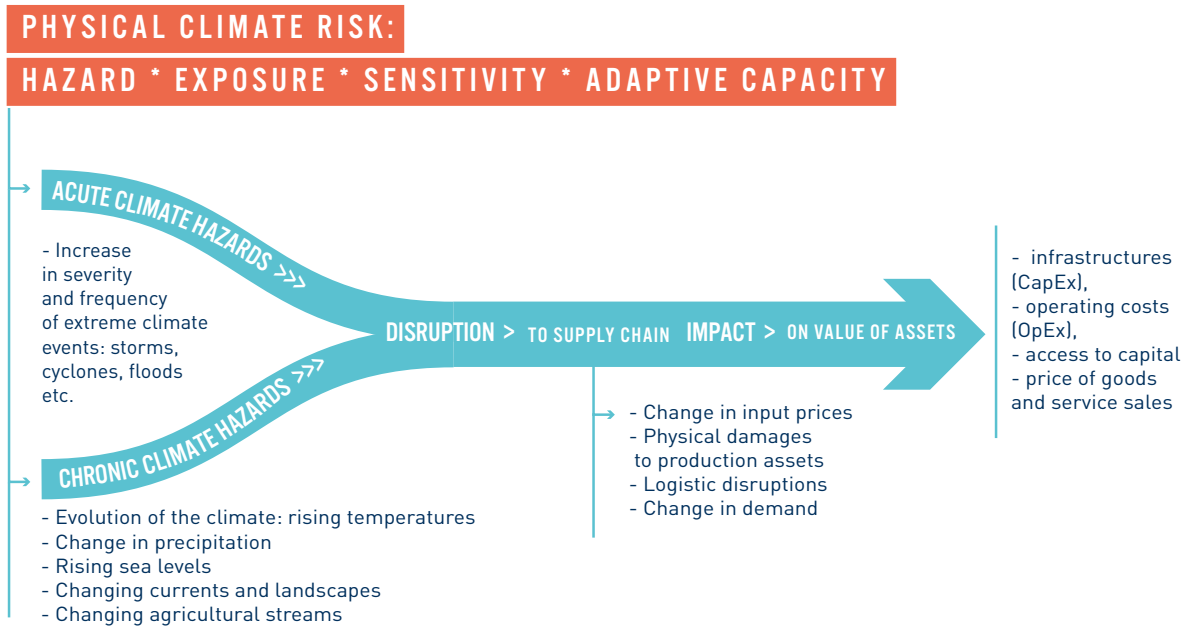 PHYSICAL CLIMATE RISK:
HAZARD * EXPOSURE * SENSITIVITY * ADAPTIVE CAPACITY
ACUTE CLIMATE HAZARDS >>>
- Increase
in severity
and frequency
of extreme climate
events: storms,
cyclones, floods
etc.
CHRONIC CLIMATE HAZARDS >>>
- Evolution of the climate: rising temperatures
- Change in precipitation
- Rising sea levels
- Changing currents and landscapes
- Changing agricultural streams
DISRUPTION > TO SUPPLY CHAIN IMPACT > ON VALUE OF ASSETS
- Change in input prices
- Physical damages
to production assets
- Logistic disruptions
- Change in demand
- infrastructures
(CapEx),
- operating costs
(OpEx),
- access to capital
- price of goods
and service sales